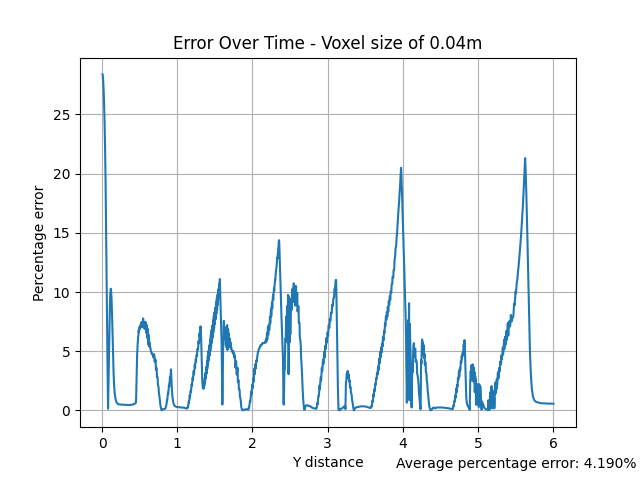 Error Over Time - Voxel size of 0.04m
Percentage error
25
20
15
10
5
0
0 1 2 3 4 5 6
Y distance
Average percentage error: 4.190%